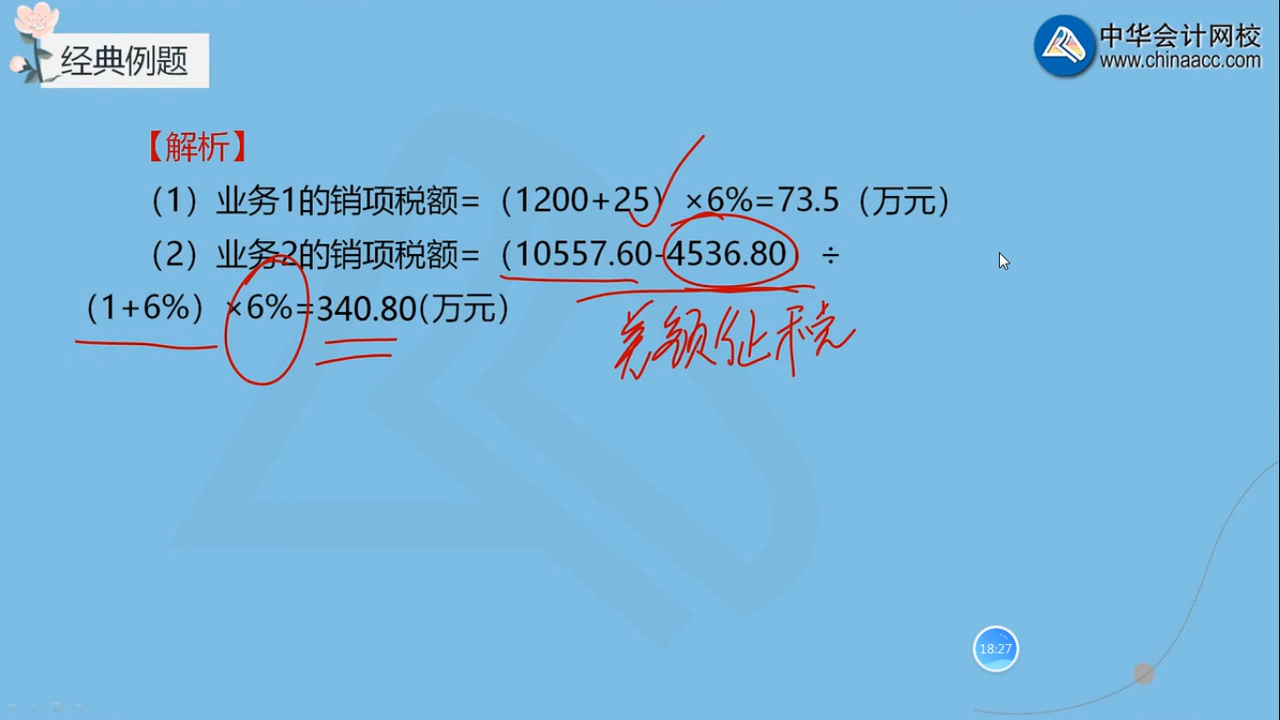 经典例题
中华会计网校
www.chinaacc.com
【解析】
（1）业务1的销项税额=（1200+25）×6%=73.5（万元）
（2）业务2的销项税额=（10557.60-4536.80）÷
（1+6%）×6%=340.80(万元）
差额征税
18:27